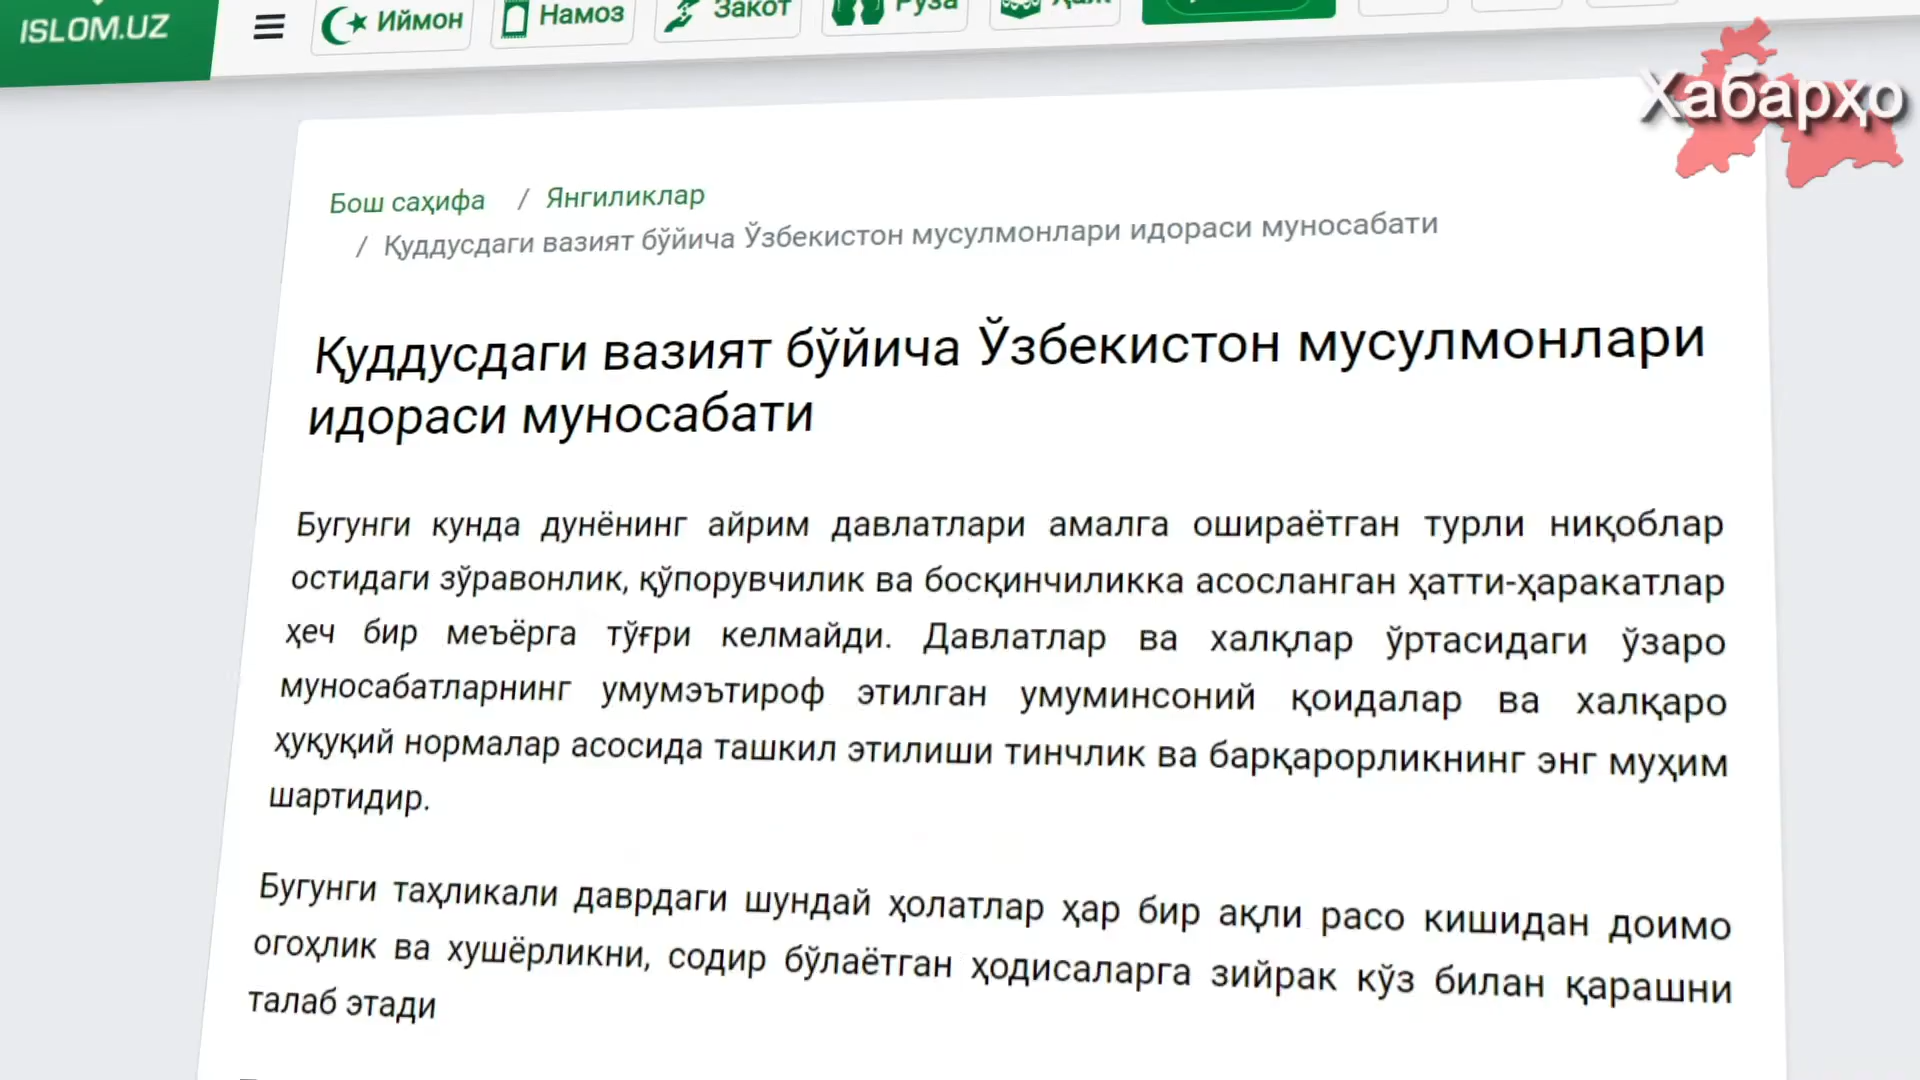 ISLOM.UZ
Иймон
Намоз
Закот
Рўза
Ҳаж
Хабарҳо
Бош саҳифа / Янгиликлар
/ Қуддусдаги вазият бўйича Ўзбекистон мусулмонлари идораси муносабати
Қуддусдаги вазият бўйича Ўзбекистон мусулмонлари
идораси муносабати
Бугунги кунда дунёнинг айрим давлатлари амалга ошираётган турли ниқоблар
остидаги зўравонлик, қўпорувчилик ва босқинчиликка асосланган ҳатти-ҳаракатлар
ҳеч бир меъёрга тўғри келмайди. Давлатлар ва халқлар ўртасидаги ўзаро
муносабатларнинг умумэътироф этилган умуминсоний қоидалар ва халқаро
ҳуқуқий нормалар асосида ташкил этилиши тинчлик ва барқарорликнинг энг муҳим
шартидир.
Бугунги таҳликали даврдаги шундай ҳолатлар ҳар бир ақли расо кишидан доимо
огоҳлик ва хушёрликни, содир бўлаётган ҳодисаларга зийрак кўз билан қарашни
талаб этади